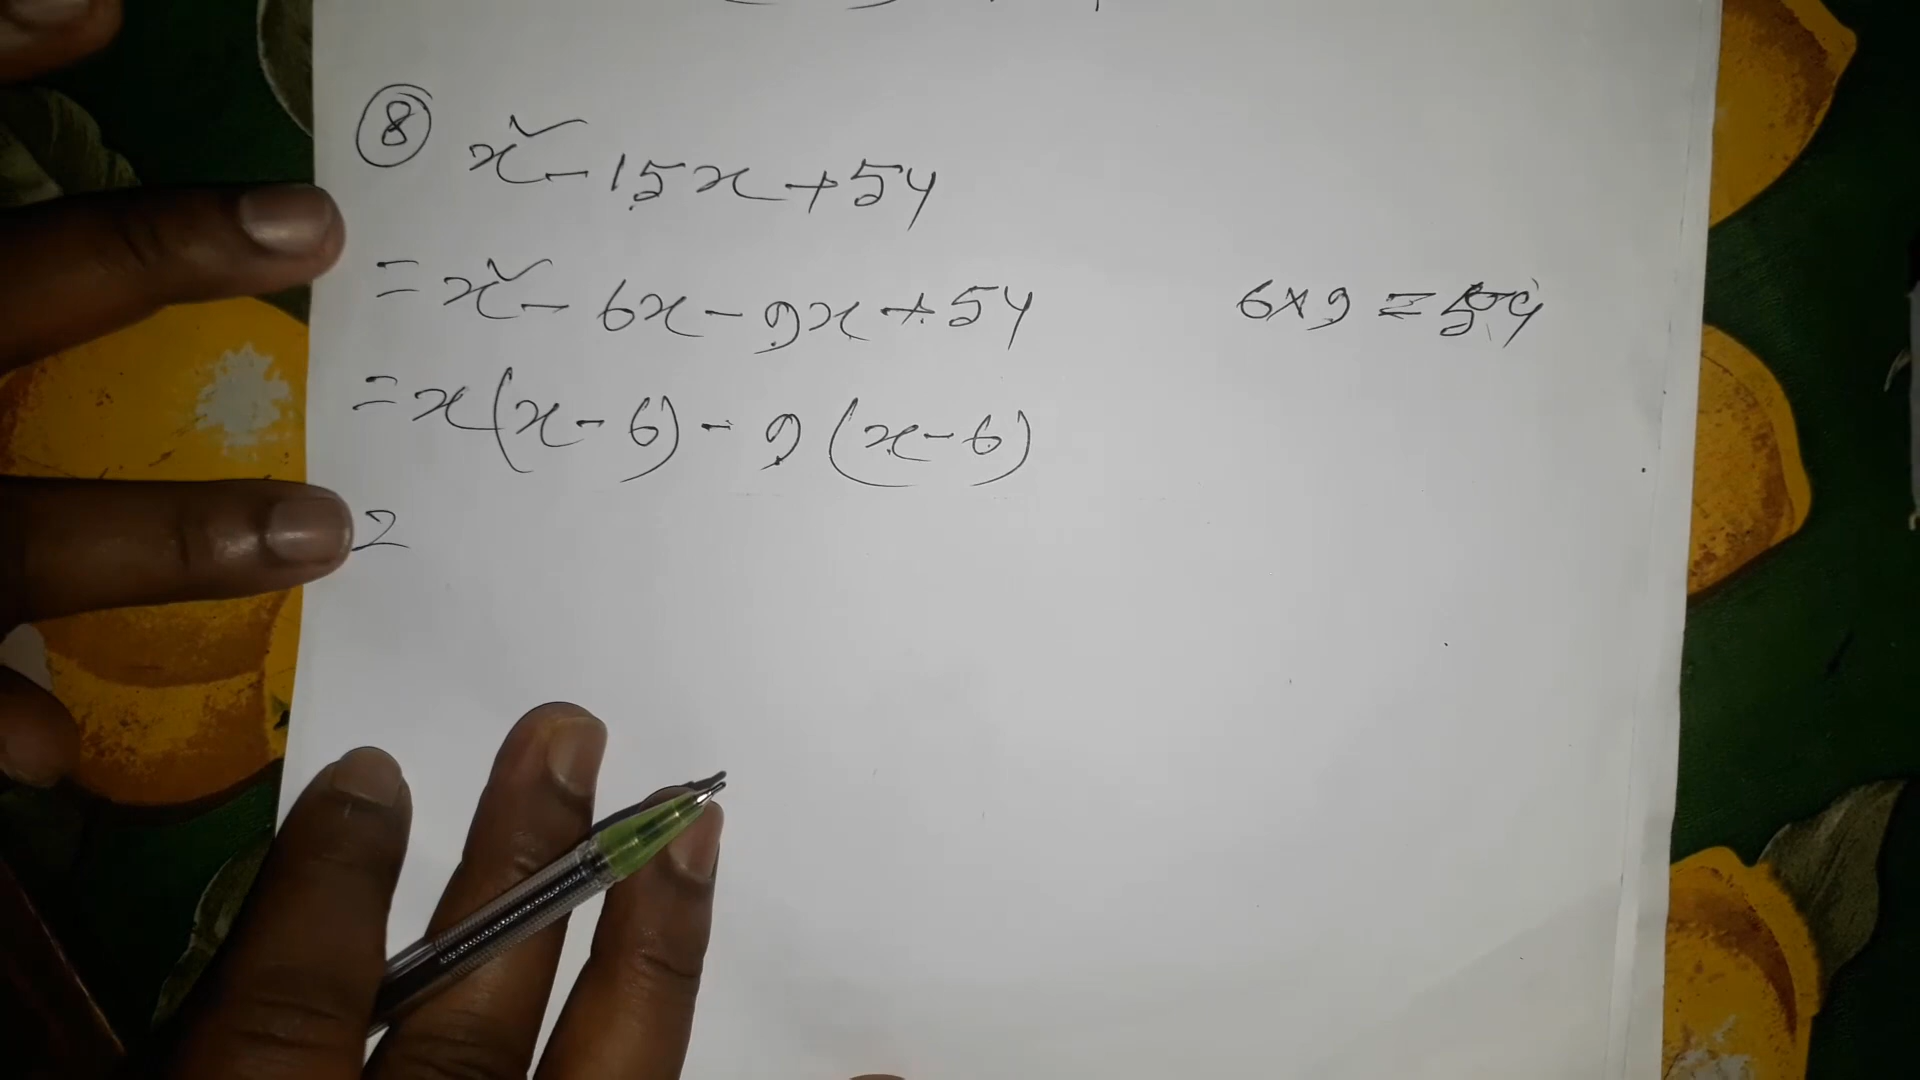 ⑧ x² - 15x + 54
= x² - 6x - 9x + 54
6 x 9 = 54
= x(x - 6) - 9(x - 6)
=